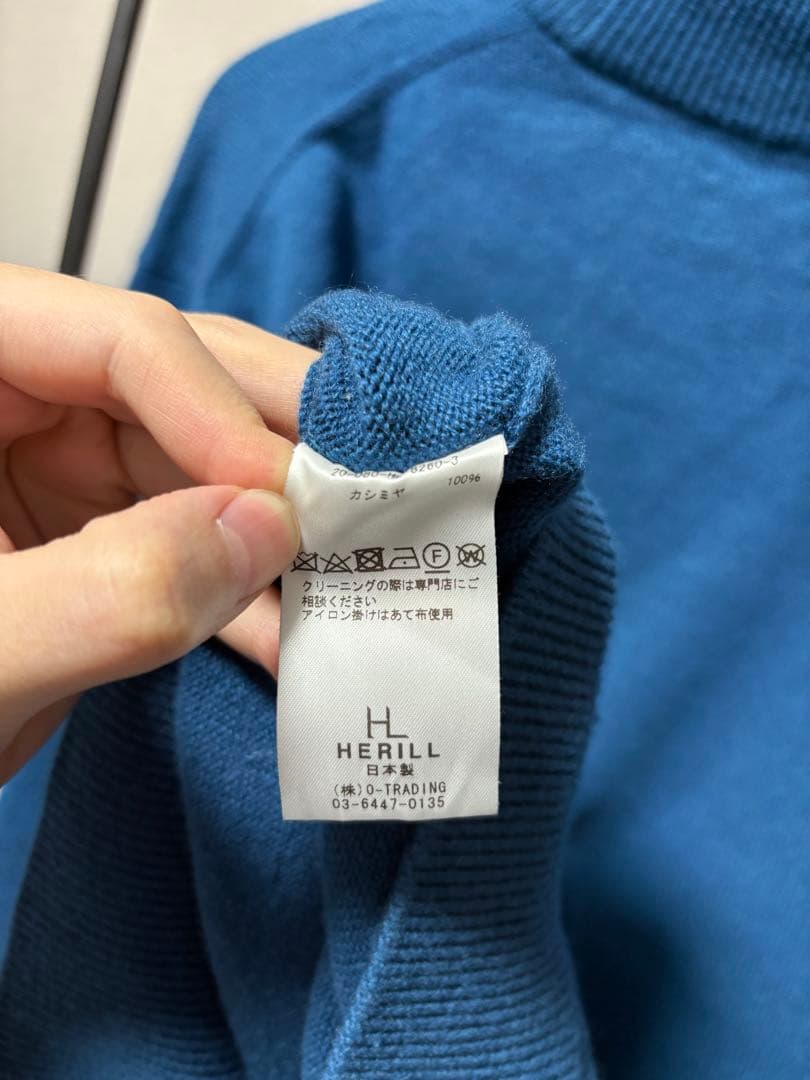 カシミヤ 100%
F W
クリーニングの際は専門店にご
相談ください
アイロン掛けはあて布使用
HL
HERILL
日本製
(株)O-TRADING
03-6447-0135